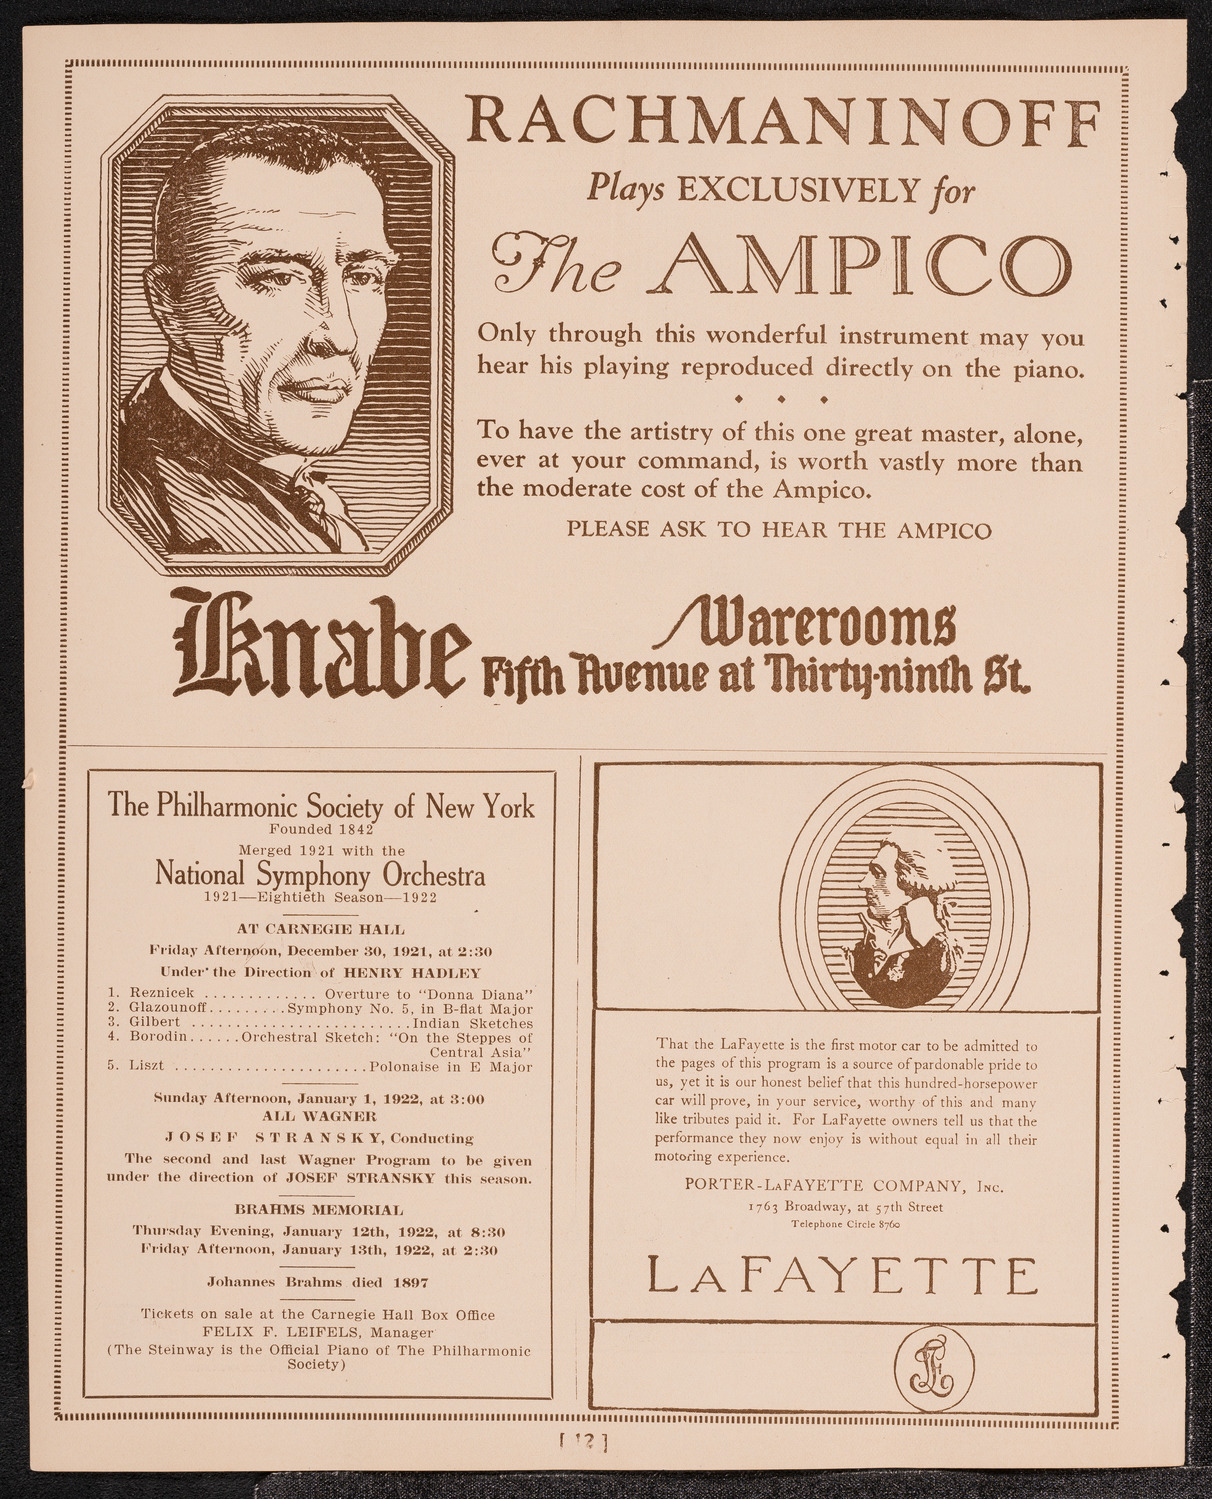 RACHMANINOFF
Plays EXCLUSIVELY for
The AMPICO
Only through this wonderful instrument may you
hear his playing reproduced directly on the piano.
To have the artistry of this one great master, alone,
ever at your command, is worth vastly more than
the moderate cost of the Ampico.
PLEASE ASK TO HEAR THE AMPICO
Knabe Warerooms
Fifth Avenue at Thirty-ninth St.
The Philharmonic Society of New York
Founded 1842
Merged 1921 with the
National Symphony Orchestra
1921—Eightieth Season—1922
AT CARNEGIE HALL
Friday Afternoon, December 30, 1921, at 2:30
Under the Direction of HENRY HADLEY
1. Reznicek ............. Overture to "Donna Diana"
2. Glazounoff.........Symphony No. 5, in B-flat Major
3. Gilbert .........................Indian Sketches
4. Borodin......Orchestral Sketch: "On the Steppes of
Central Asia"
5. Liszt ......................Polonaise in E Major
Sunday Afternoon, January 1, 1922, at 3:00
ALL WAGNER
JOSEF STRANSKY, Conducting
The second and last Wagner Program to be given
under the direction of JOSEF STRANSKY this season.
BRAHMS MEMORIAL
Thursday Evening, January 12th, 1922, at 8:30
Friday Afternoon, January 13th, 1922, at 2:30
Johannes Brahms died 1897
Tickets on sale at the Carnegie Hall Box Office
FELIX F. LEIFELS, Manager
(The Steinway is the Official Piano of The Philharmonic
Society)
That the LaFayette is the first motor car to be admitted to
the pages of this program is a source of pardonable pride to
us, yet it is our honest belief that this hundred-horsepower
car will prove, in your service, worthy of this and many
like tributes paid it. For LaFayette owners tell us that the
performance they now enjoy is without equal in all their
motoring experience.
PORTER-LAFAYETTE COMPANY, INC.
1763 Broadway, at 57th Street
Telephone Circle 8760
LAFAYETTE
[ 12 ]